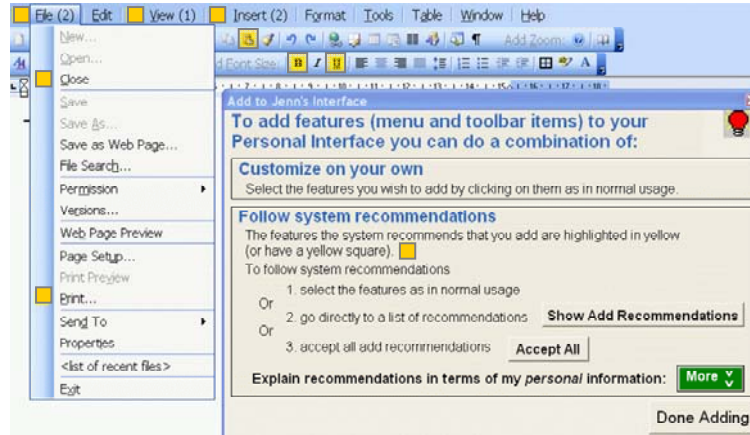 File (2) Edit View (1) Insert (2) Format Tools Table Window Help
Add Zoom:
Font Size: B I U A
New...
Open...
Close
Save
Save As...
Save as Web Page...
File Search...
Permission
Versions...
Web Page Preview
Page Setup...
Print Preview
Print...
Send To
Properties
<list of recent files>
Exit
Add to Jenn's Interface
To add features (menu and toolbar items) to your
Personal Interface you can do a combination of:
Customize on your own
Select the features you wish to add by clicking on them as in normal usage.
Follow system recommendations
The features the system recommends that you add are highlighted in yellow
(or have a yellow square).
To follow system recommendations
1. select the features as in normal usage
Or
2. go directly to a list of recommendations Show Add Recommendations
Or
3. accept all add recommendations Accept All
Explain recommendations in terms of my personal information: More
Done Adding